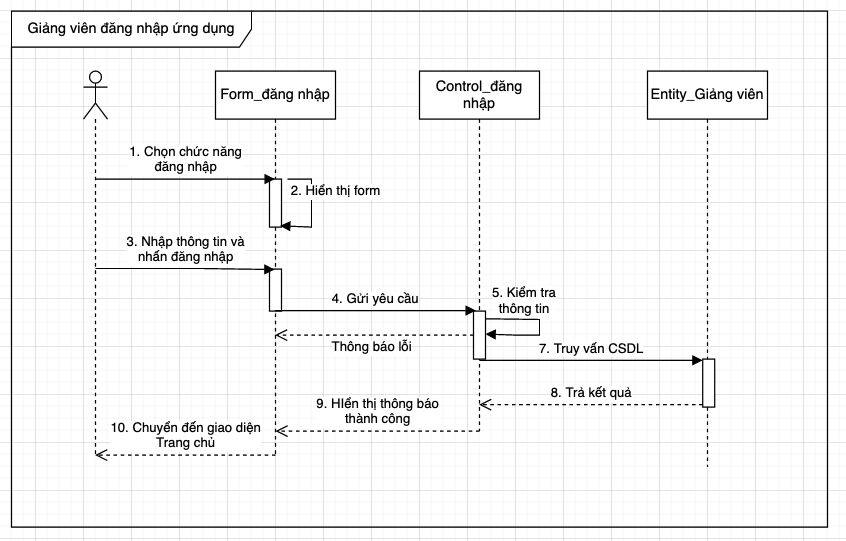 Giảng viên đăng nhập ứng dụng
Form_đăng nhập
Control_đăng
nhập
Entity_Giảng viên
1. Chọn chức năng
đăng nhập
2. Hiển thị form
3. Nhập thông tin và
nhấn đăng nhập
4. Gửi yêu cầu
5. Kiểm tra
thông tin
Thông báo lỗi
7. Truy vấn CSDL
8. Trả kết quả
9. HIển thị thông báo
thành công
10. Chuyển đến giao diện
Trang chủ